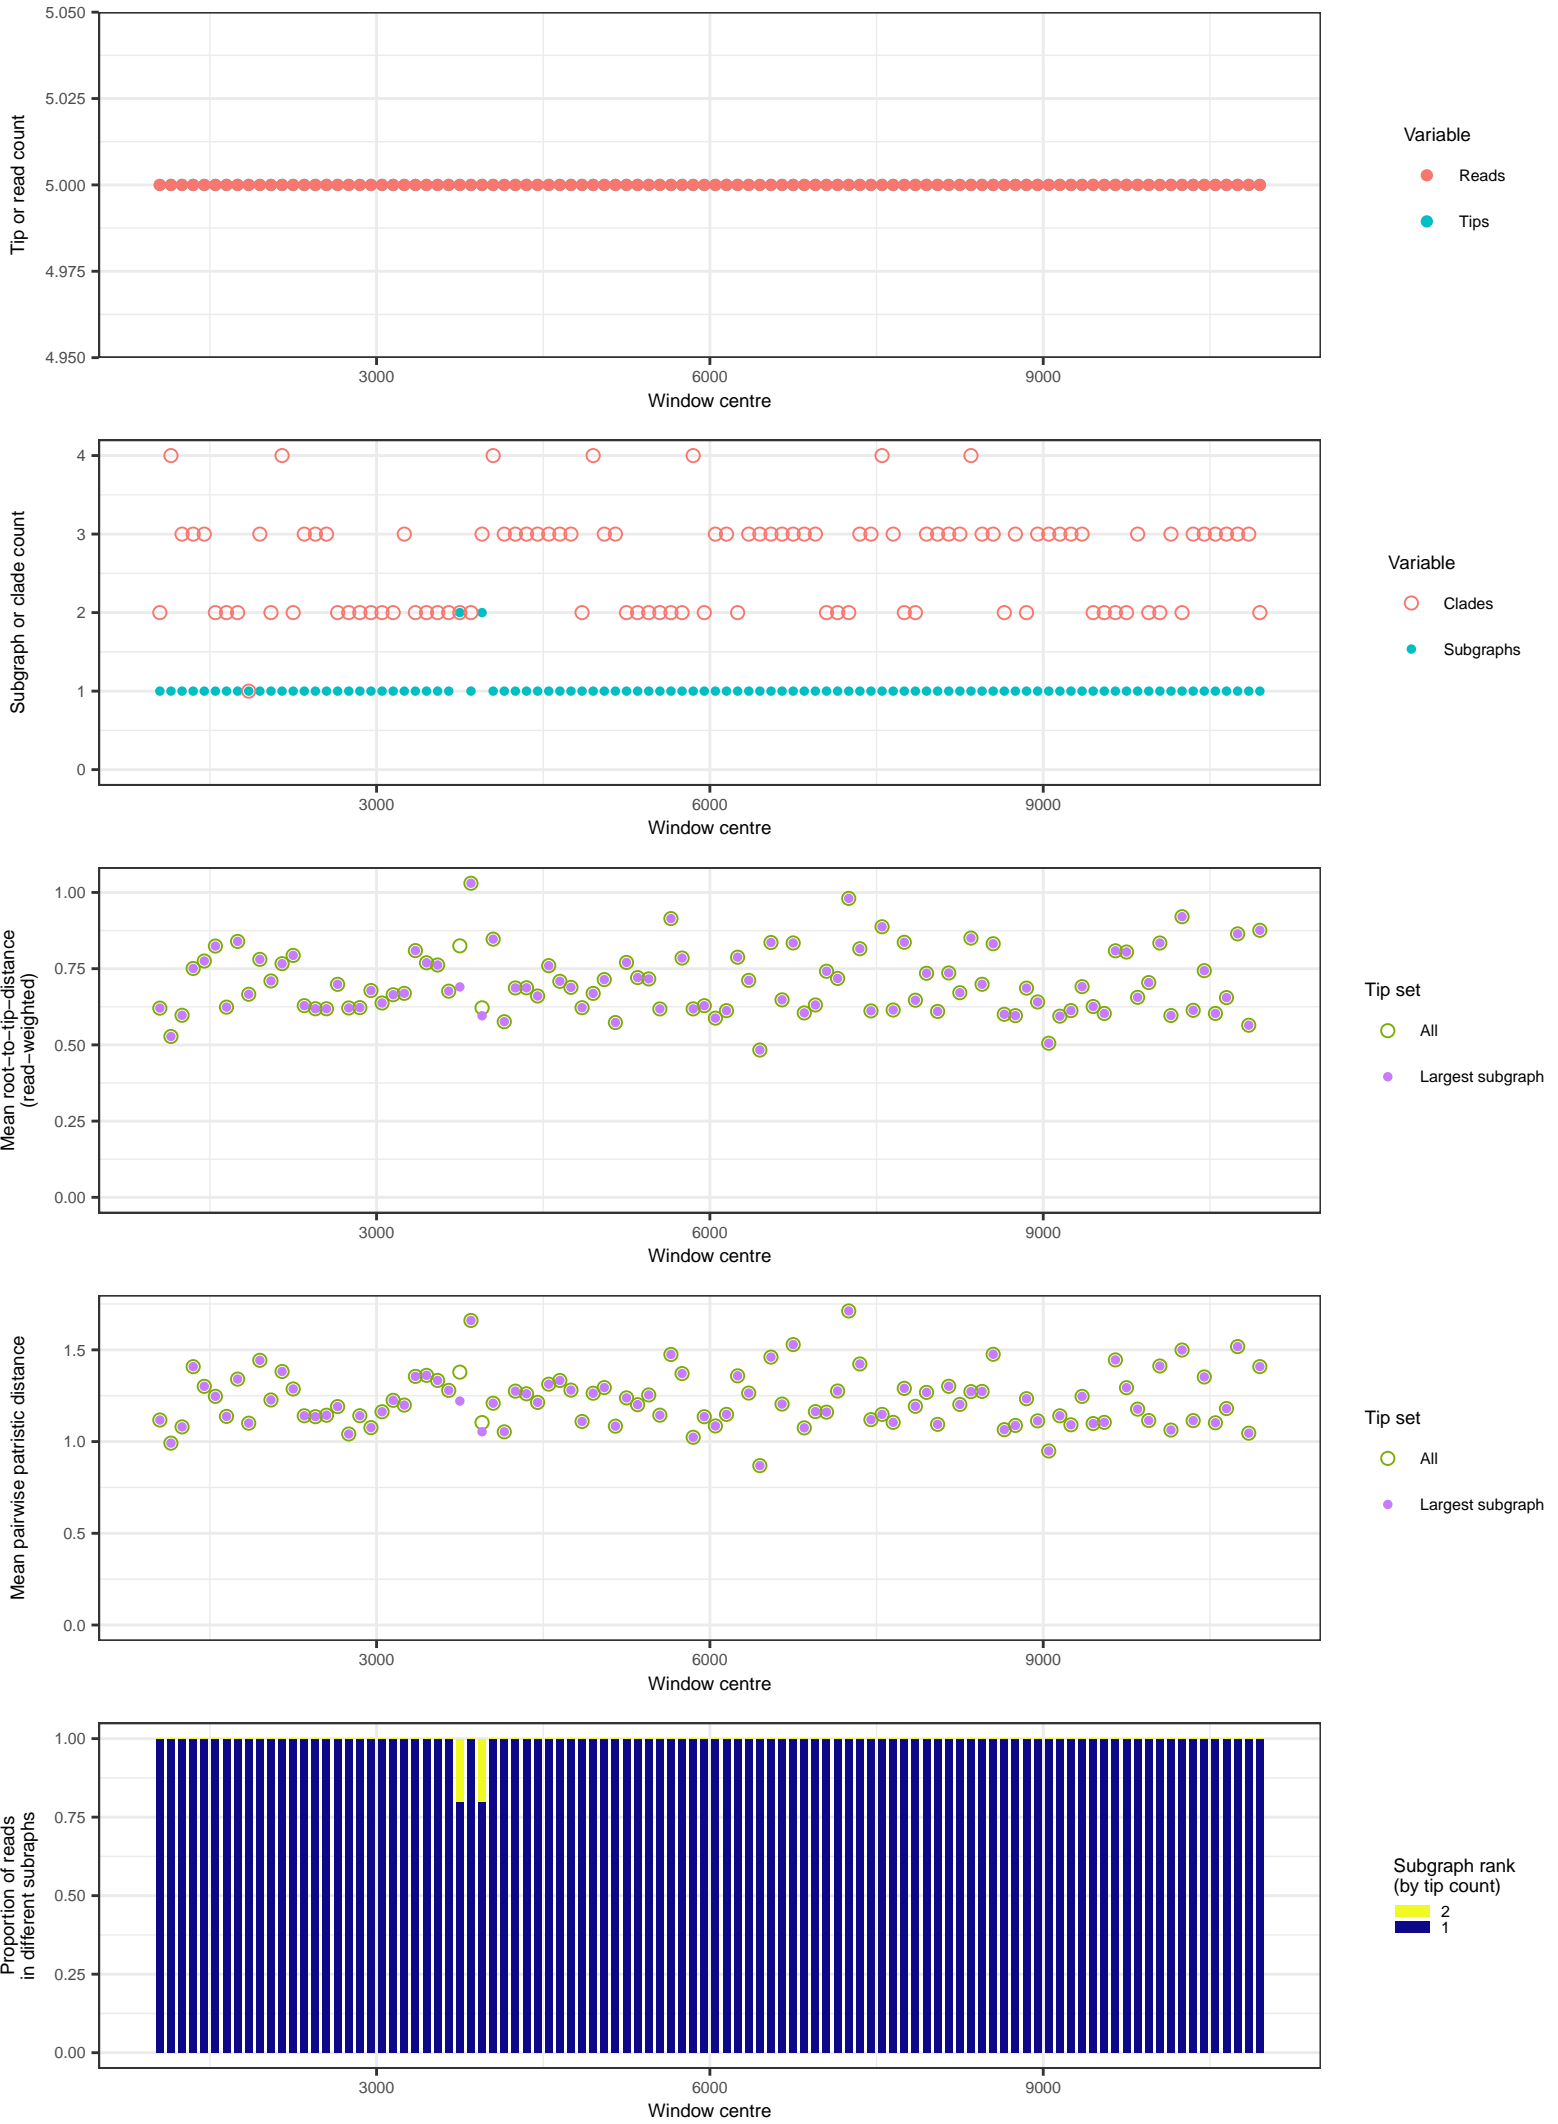 5.050
5.025
5.000
4.975
4.950
Tip or read count
3000 6000 9000
Window centre
Variable
Reads
Tips
4
3
2
1
0
Subgraph or clade count
3000 6000 9000
Window centre
Variable
Clades
Subgraphs
1.00
0.75
0.50
0.25
0.00
Mean root−to−tip−distance
(read−weighted)
3000 6000 9000
Window centre
Tip set
All
Largest subgraph
1.5
1.0
0.5
0.0
Mean pairwise patristic distance
3000 6000 9000
Window centre
Tip set
All
Largest subgraph
1.00
0.75
0.50
0.25
0.00
Proportion of reads
in different subraphs
3000 6000 9000
Window centre
Subgraph rank
(by tip count)
2
1